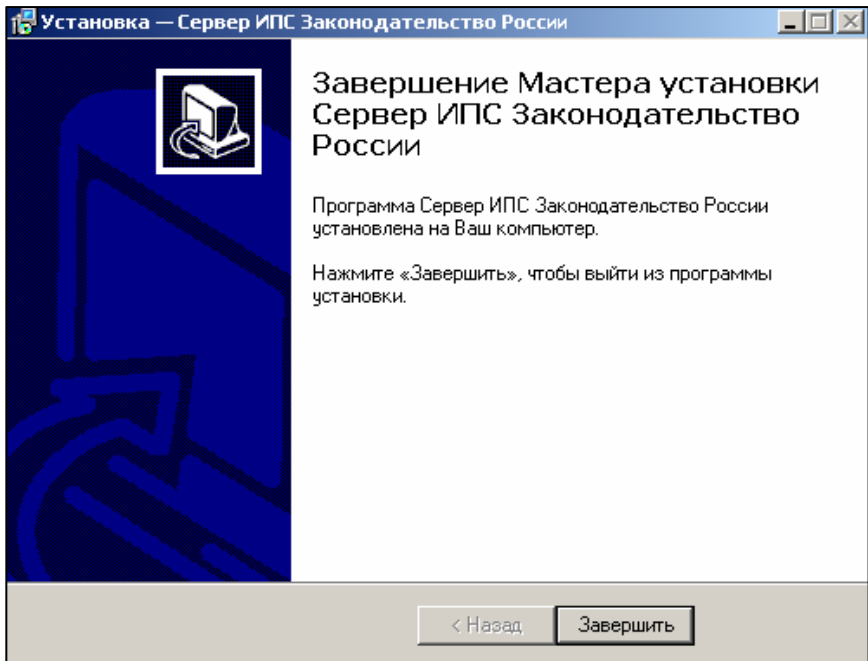 Установка — Сервер ИПС Законодательство России
Завершение Мастера установки
Сервер ИПС Законодательство
России
Программа Сервер ИПС Законодательство России
установлена на Ваш компьютер.
Нажмите «Завершить», чтобы выйти из программы
установки.
< Назад
Завершить